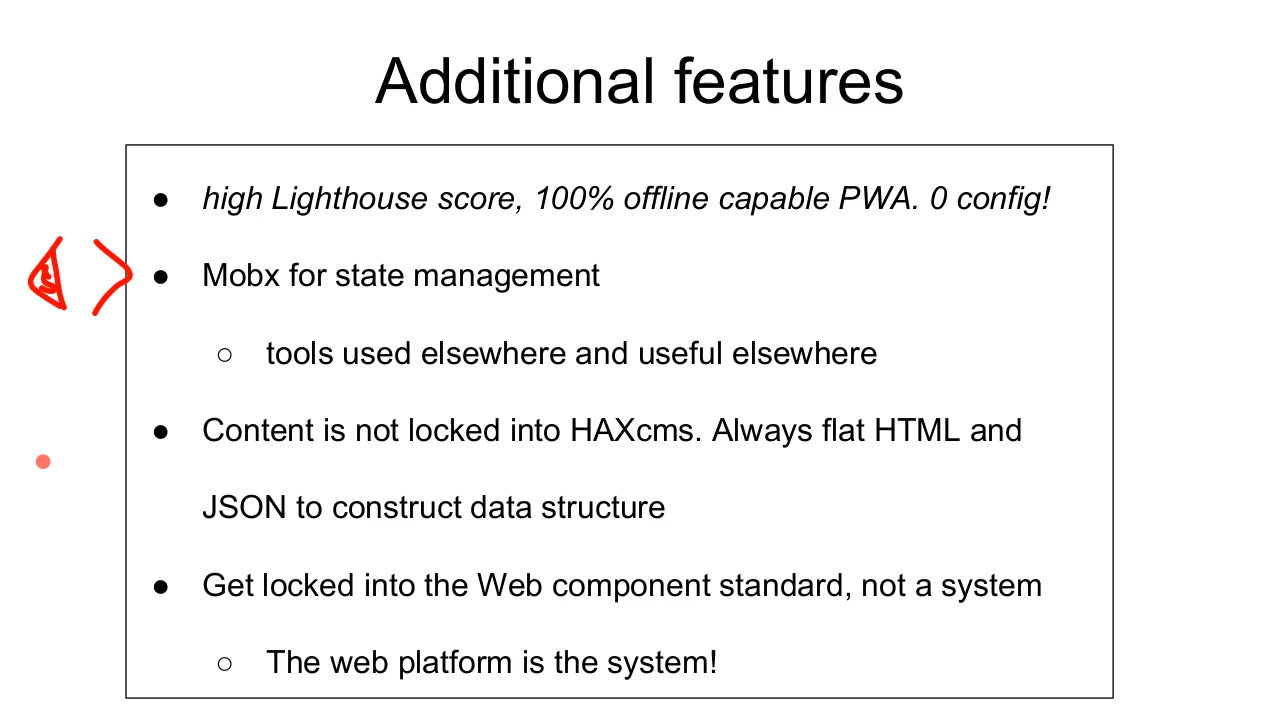 Additional features
● high Lighthouse score, 100% offline capable PWA. 0 config!
● Mobx for state management
○ tools used elsewhere and useful elsewhere
● Content is not locked into HAXcms. Always flat HTML and
JSON to construct data structure
● Get locked into the Web component standard, not a system
○ The web platform is the system!